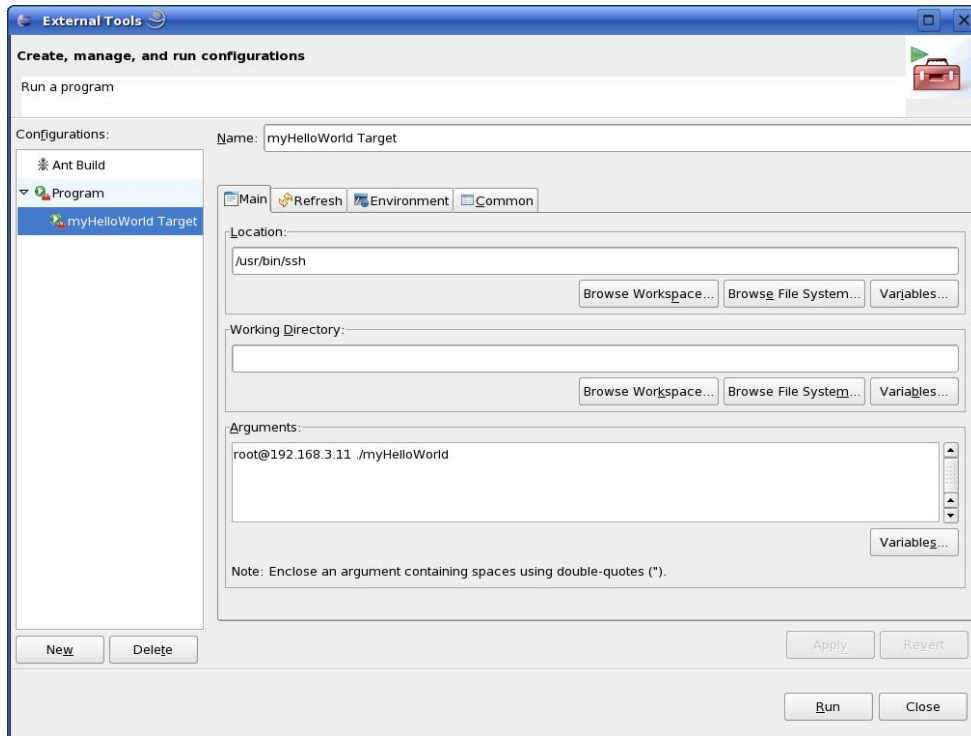 External Tools
Create, manage, and run configurations
Run a program
Configurations:
Ant Build
Program
myHelloWorld Target
New
Delete
Name: myHelloWorld Target
Main Refresh Environment Common
Location:
/usr/bin/ssh
Browse Workspace... Browse File System... Variables...
Working Directory:
Browse Workspace... Browse File System... Variables...
Arguments:
root@192.168.3.11 ./myHelloWorld
Variables...
Note: Enclose an argument containing spaces using double-quotes (").
Apply Revert
Run Close